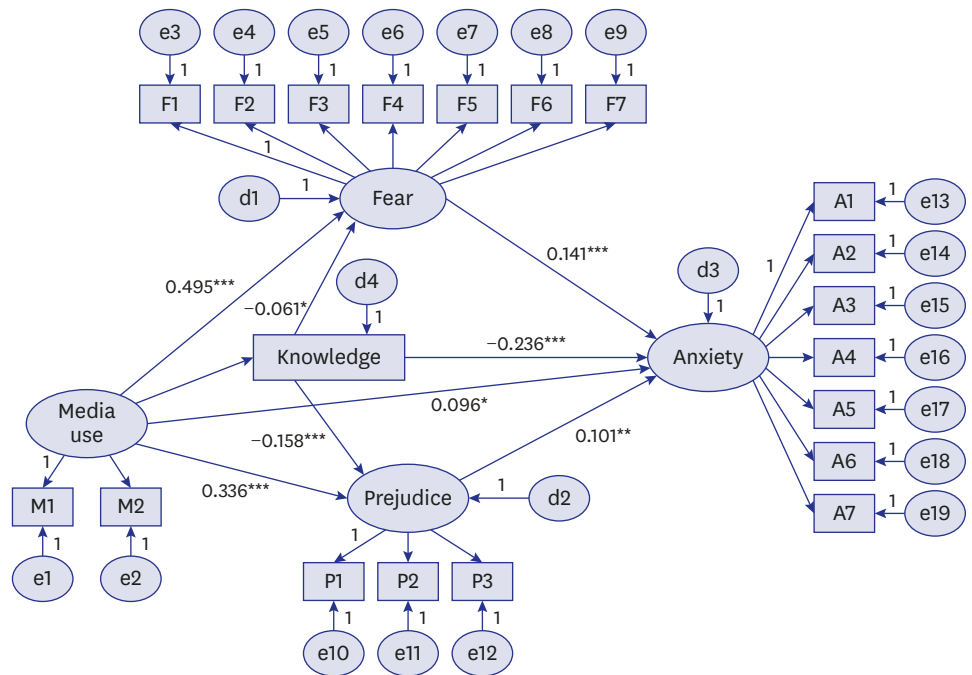 e3 e4 e5 e6 e7 e8 e9
1 1 1 1 1 1 1
F1 F2 F3 F4 F5 F6 F7
1
d1 1 Fear
0.495***
−0.061*
d4
1
0.141***
d3
1
Knowledge
−0.236***
Anxiety
Media
use
0.096*
−0.158***
0.101**
0.336***
Prejudice
1 d2
1
M1 M2
1 1
e1 e2
1
P1 P2 P3
1 1 1
e10 e11 e12
1
A1 1 e13
A2 1 e14
A3 1 e15
A4 1 e16
A5 1 e17
A6 1 e18
A7 1 e19